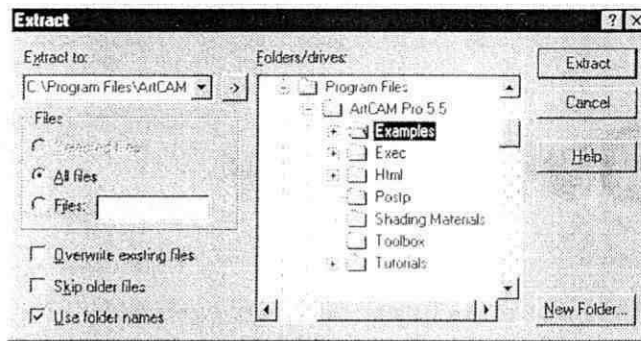 Extract
Extract to:
C:\Program Files\ArtCAM
->
Files
Selected files
All files
Files:
Overwrite existing files
Skip older files
Use folder names
Folders/drives:
Program Files
ArtCAM Pro 5.5
Examples
Exec
Html
Postp
Shading Materials
Toolbox
Tutorials
Extract
Cancel
Help
New Folder...